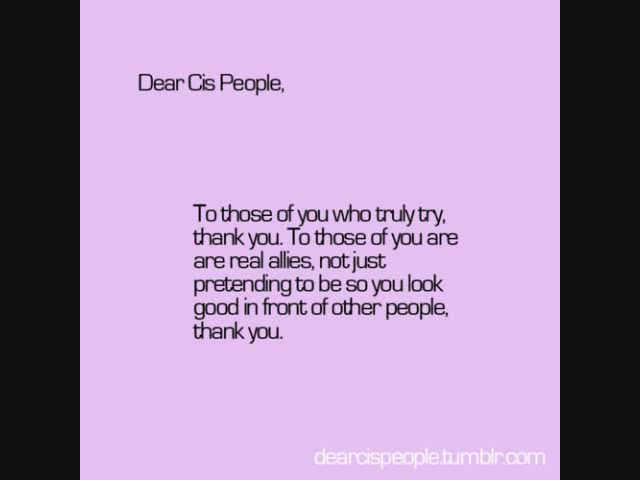 Dear Cis People,
To those of you who truly try,
thank you. To those of you are
are real allies, not just
pretending to be so you look
good in front of other people,
thank you.
dearcispeople.tumblr.com